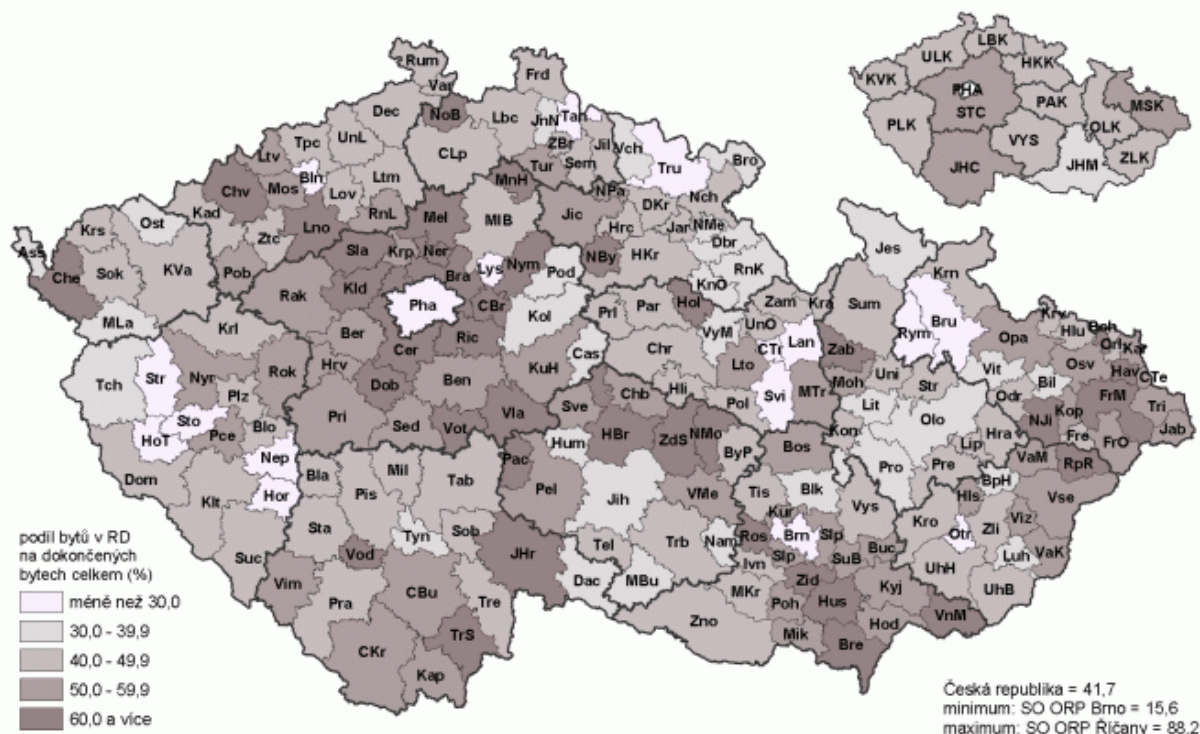 Rum
Var
Frd
Dec
NoB
Lbc
JnN
Tan
Tpc
UnL
CLp
ZBr
Jil
Vch
Tru
Bro
Ltv
Bln
Ltm
Tur
Sem
Chv
Mos
Lov
MnH
NPa
Nch
Kad
RnL
Mel
MlB
Jic
DKr
Krs
Ost
Lno
Hrc
Jar
NMe
Ass
Ztc
Sla
Krp
Ner
Nym
NBy
HKr
Dbr
Jes
Che
Sok
KVa
Pob
Bra
Lys
Pod
RnK
Krn
Rak
Kld
Pha
CBr
Kol
KnO
MLa
Krl
Ber
Ric
Prl
Par
Hol
Zam
Kra
Sum
Rym
Bru
Cer
Cas
VyM
UnO
Lan
Opa
Krv
Hlu
Boh
Orl
Kar
Tch
Str
Nyr
Rok
Hrv
Chr
CTr
Zab
Uni
Vit
Bil
Osv
Hav
CTe
Plz
Dob
Ben
KuH
Lto
Moh
Str
Odr
FrM
Sto
Blo
Pri
Vla
Sve
Chb
Hli
Pol
Svi
MTr
Lit
Olo
NJi
Kop
Tri
HoT
Pce
Sed
Vot
HBr
ZdS
NMo
Kon
Hra
Fre
FrO
Jab
Nep
Hum
ByP
Bos
Lip
VaM
RpR
Dom
Bla
Mil
Tab
Pac
Pel
Pro
Pre
BpH
Klt
Hor
Pis
Jih
VMe
Tis
Blk
Vys
Hls
Vse
Sta
Tyn
Sob
Kur
Kro
Otr
Zli
Viz
Suc
Vod
JHr
Tel
Trb
Nam
Ros
Brn
Slp
Buc
Luh
VaK
Vim
CBu
Dac
MBu
Ivn
Slp
SuB
UhH
UhB
Pra
Tre
MKr
Zid
Kyj
TrS
Zno
Poh
Hus
VnM
CKr
Mik
Hod
Kap
Bre
LBK
ULK
HKK
KVK
PHA
STC
PAK
MSK
PLK
OLK
VYS
JHC
JHM
ZLK
podíl bytů v RD
na dokončených
bytech celkem (%)
méně než 30,0
30,0 - 39,9
40,0 - 49,9
50,0 - 59,9
60,0 a více
Česká republika = 41,7
minimum: SO ORP Brno = 15,6
maximum: SO ORP Říčany = 88,2